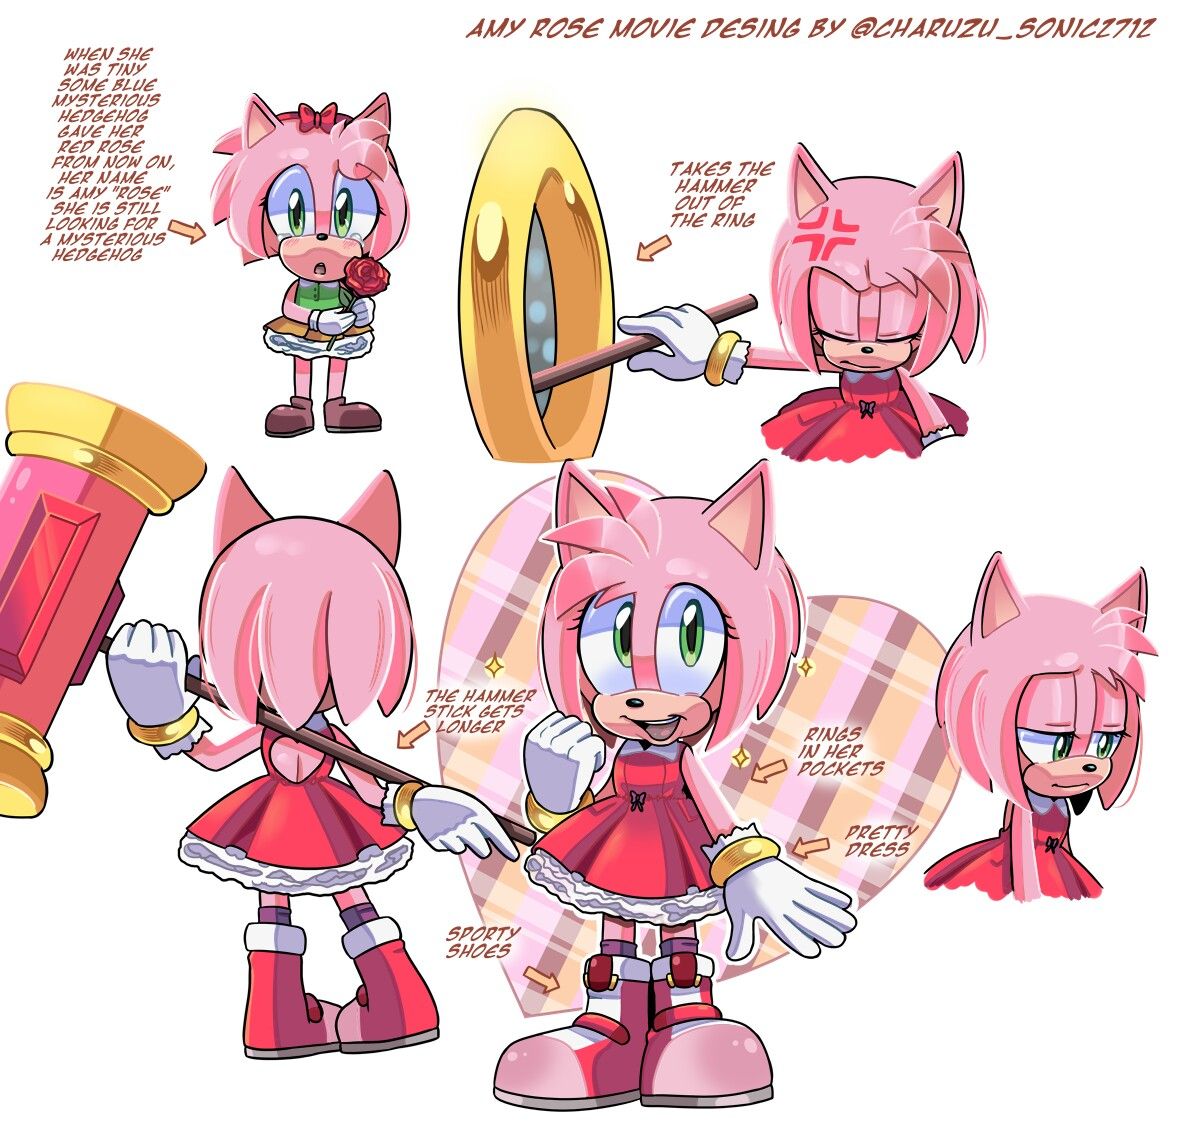 AMY ROSE MOVIE DESING BY @CHARUZU_SONIC2712
WHEN SHE
WAS TINY
SOME BLUE
MYSTERIOUS
HEDGEHOG
GAVE HER
RED ROSE
FROM NOW ON,
HER NAME
IS AMY "ROSE"
SHE IS STILL
LOOKING FOR
A MYSTERIOUS
HEDGEHOG
TAKES THE
HAMMER
OUT OF
THE RING
THE HAMMER
STICK GETS
LONGER
RINGS
IN HER
POCKETS
PRETTY
DRESS
SPORTY
SHOES